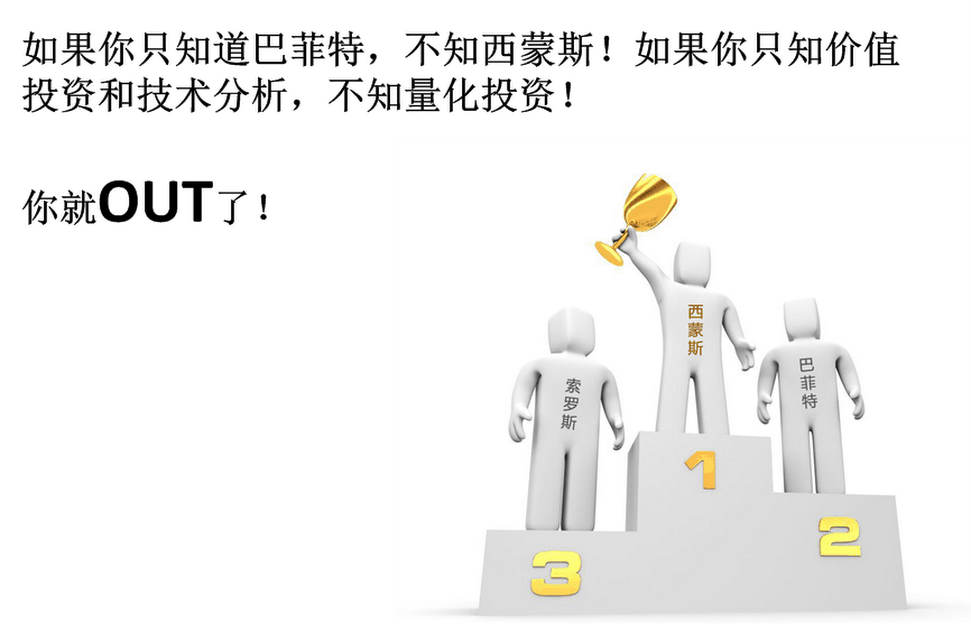 如果你只知道巴菲特，不知西蒙斯！如果你只知价值
投资和技术分析，不知量化投资！
你就OUT了！
西蒙斯
巴菲特
索罗斯
1
2
3